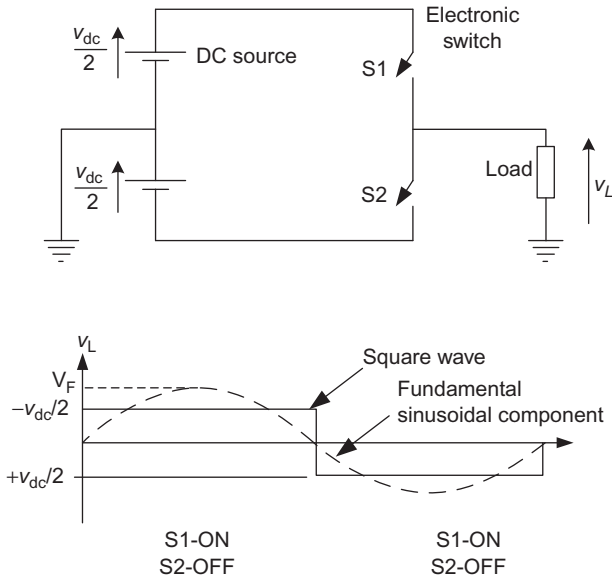 Electronic
switch
v_dc
2
DC source
S1
v_dc
2
S2
Load
v_L
v_L
V_F
Square wave
−v_dc/2
Fundamental
sinusoidal component
+v_dc/2
S1-ON
S2-OFF
S1-ON
S2-OFF